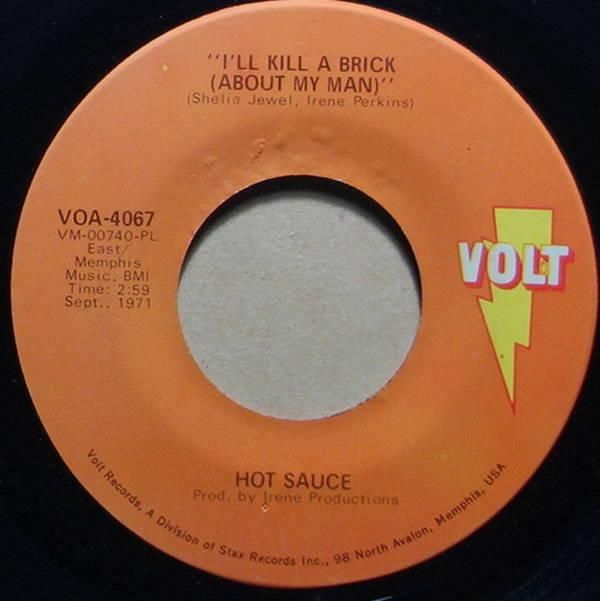 "I'LL KILL A BRICK
(ABOUT MY MAN)"
(Shelia Jewel, Irene Perkins)
VOA-4067
VM-00740-PL
East/
Memphis
Music, BMI
Time: 2:59
Sept., 1971
VOLT
HOT SAUCE
Prod. by Irene Productions
Volt Records, A Division of Stax Records Inc., 98 North Avalon, Memphis, USA